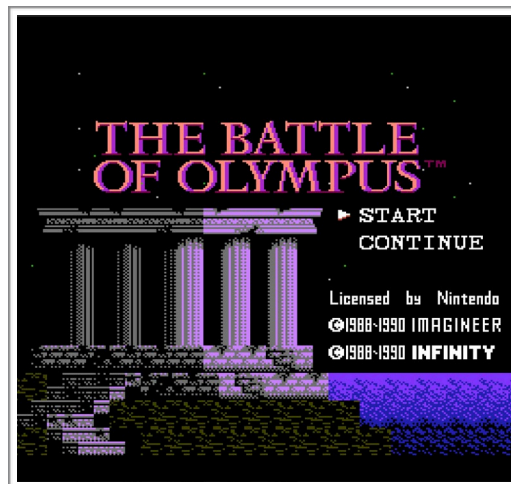 THE BATTLE
OF OLYMPUS™
START
CONTINUE
Licensed by Nintendo
©1988~1990 IMAGINEER
©1988~1990 INFINITY